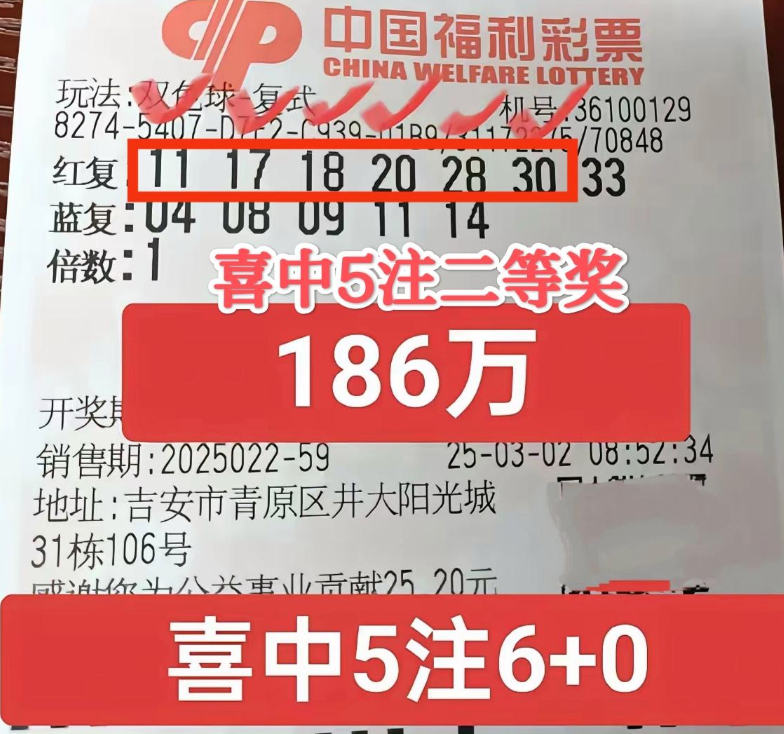 中国福利彩票
CHINA WELFARE LOTTERY
玩法:双色球-复式 机号:36100129
8274-5407-D7E2-C939-01B9/31172275/70848
红复:11 17 18 20 28 30 33
蓝复:04 08 09 11 14
倍数:1
喜中5注二等奖
186万
开奖期
销售期:2025022-59 25-03-02 08:52:34
地址:吉安市青原区井大阳光城
31栋106号
感谢您为公益事业贡献25.20元
喜中5注6+0